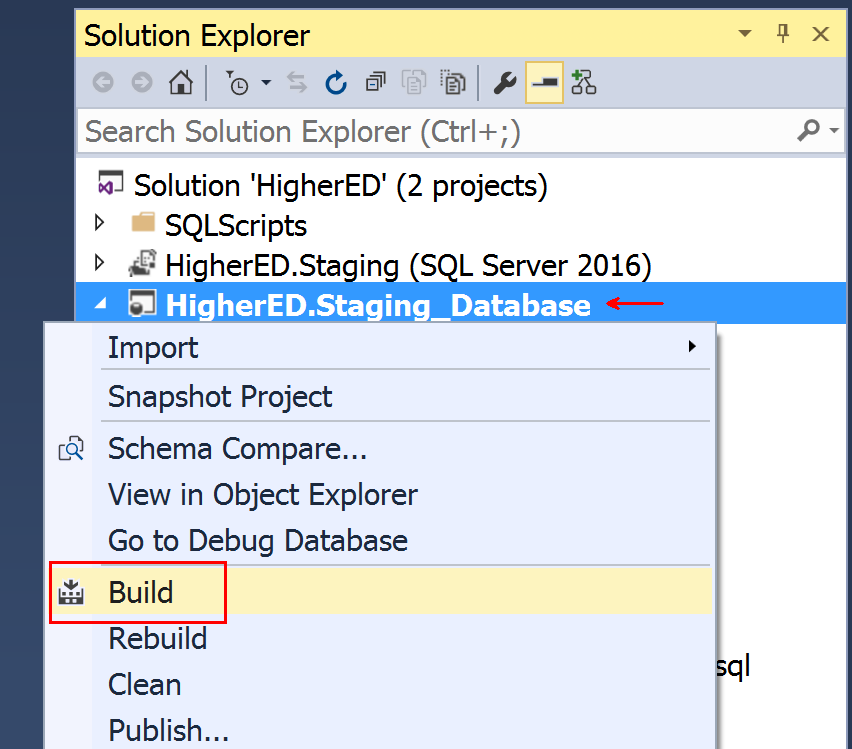 Solution Explorer
Search Solution Explorer (Ctrl+;)
Solution 'HigherED' (2 projects)
SQLScripts
HigherED.Staging (SQL Server 2016)
HigherED.Staging_Database
Import
Snapshot Project
Schema Compare...
View in Object Explorer
Go to Debug Database
Build
Rebuild
sql
Clean
Publish...